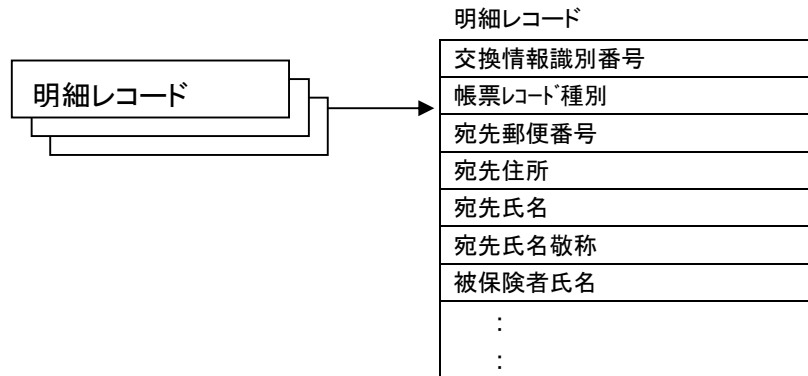 明細レコード
明細レコード
交換情報識別番号
帳票ﾚｺｰﾄﾞ種別
宛先郵便番号
宛先住所
宛先氏名
宛先氏名敬称
被保険者氏名
：
：